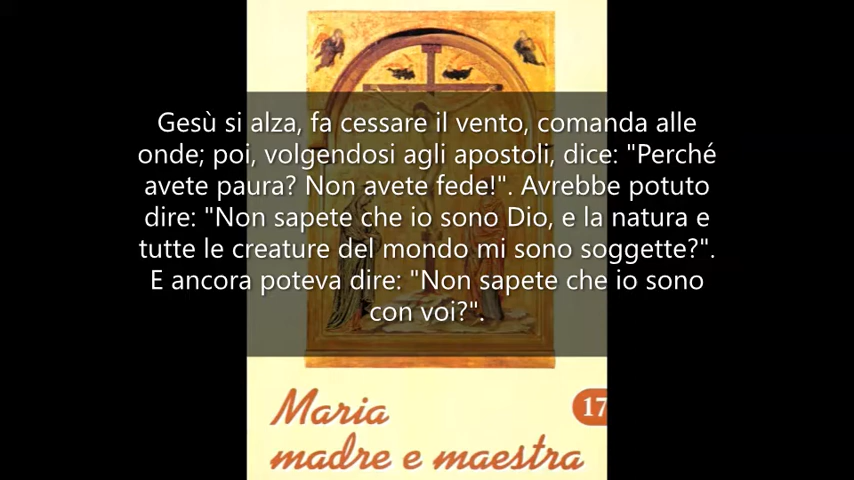 Gesù si alza, fa cessare il vento, comanda alle
onde; poi, volgendosi agli apostoli, dice: "Perché
avete paura? Non avete fede!". Avrebbe potuto
dire: "Non sapete che io sono Dio, e la natura e
tutte le creature del mondo mi sono soggette?".
E ancora poteva dire: "Non sapete che io sono
con voi?".
Maria
17
madre e maestra